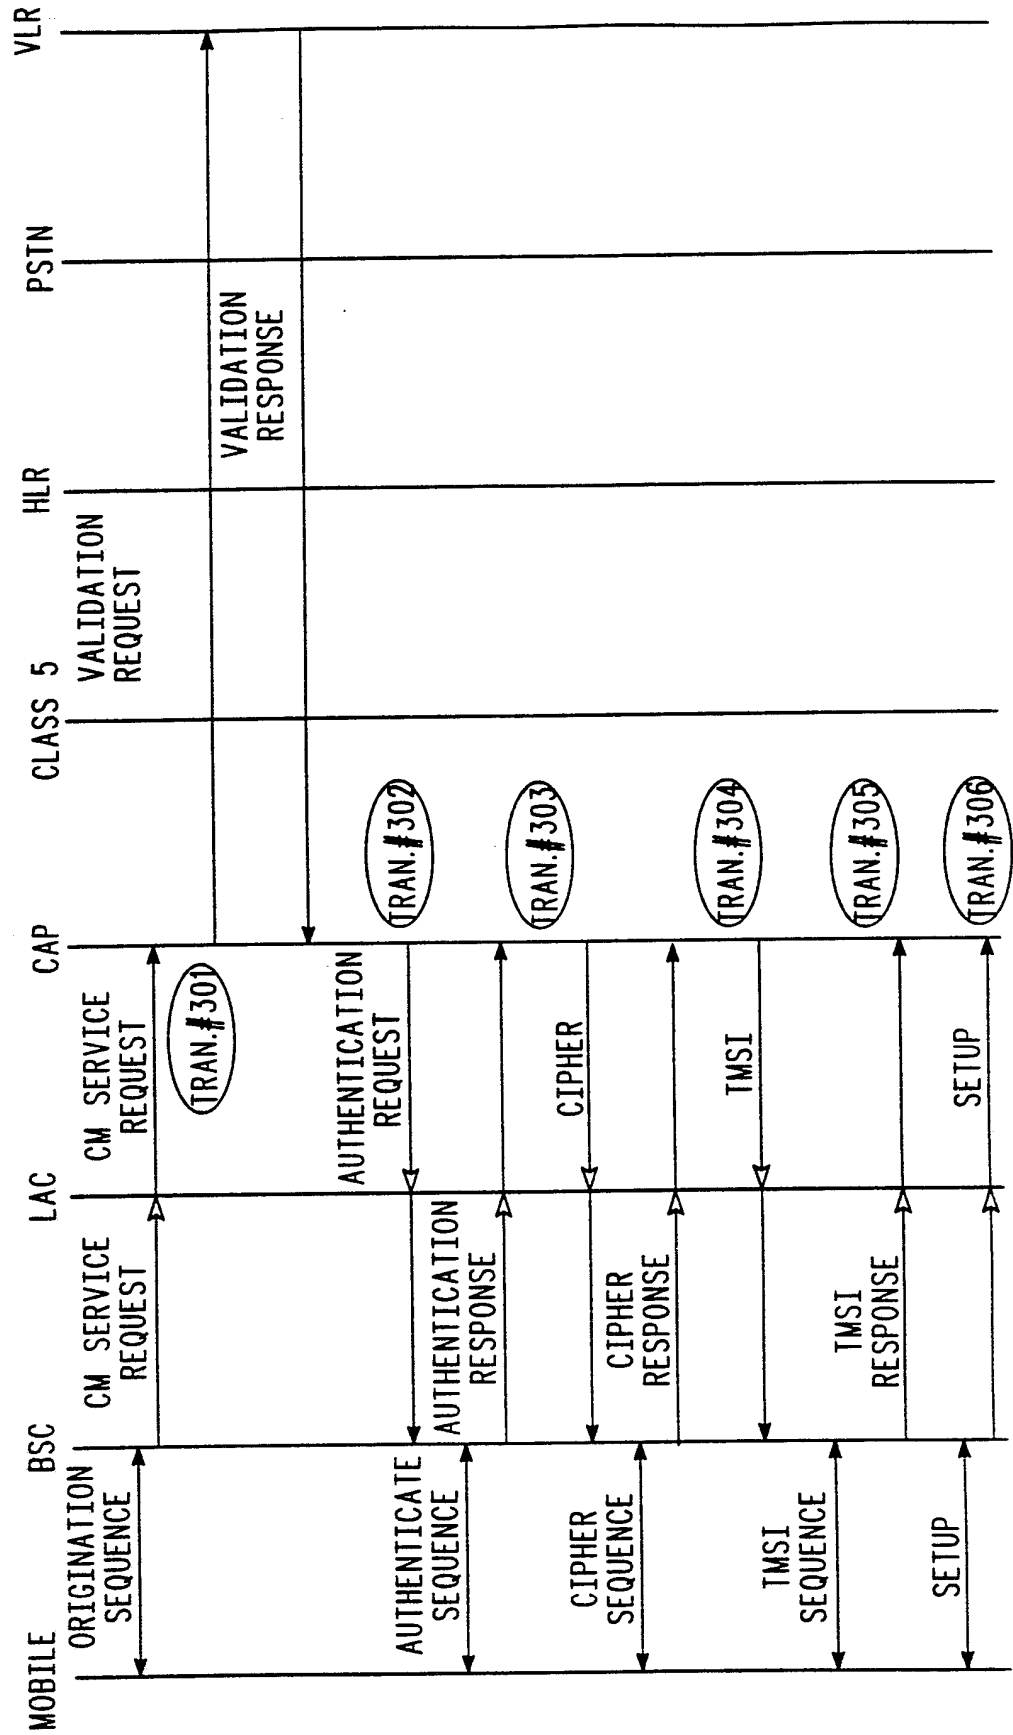 MOBILE
BSC
LAC
CAP
CLASS 5
HLR
PSTN
VLR
ORIGINATION
SEQUENCE
CM SERVICE
REQUEST
CM SERVICE
REQUEST
TRAN.#301
VALIDATION
REQUEST
VALIDATION
RESPONSE
AUTHENTICATION
REQUEST
TRAN.#302
AUTHENTICATE
SEQUENCE
AUTHENTICATION
RESPONSE
TRAN.#303
CIPHER
CIPHER
SEQUENCE
CIPHER
RESPONSE
TRAN.#304
TMSI
TMSI
SEQUENCE
TMSI
RESPONSE
TRAN.#305
SETUP
SETUP
TRAN.#306